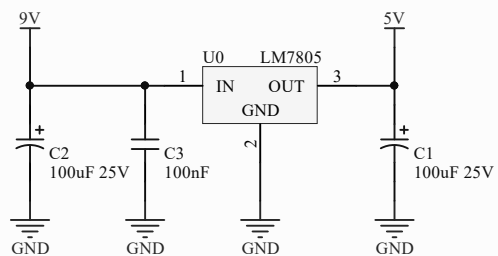 9V
5V
U0 LM7805
1
3
IN OUT
GND
2
+
+
C2
100uF 25V
C3
100nF
C1
100uF 25V
GND GND GND GND